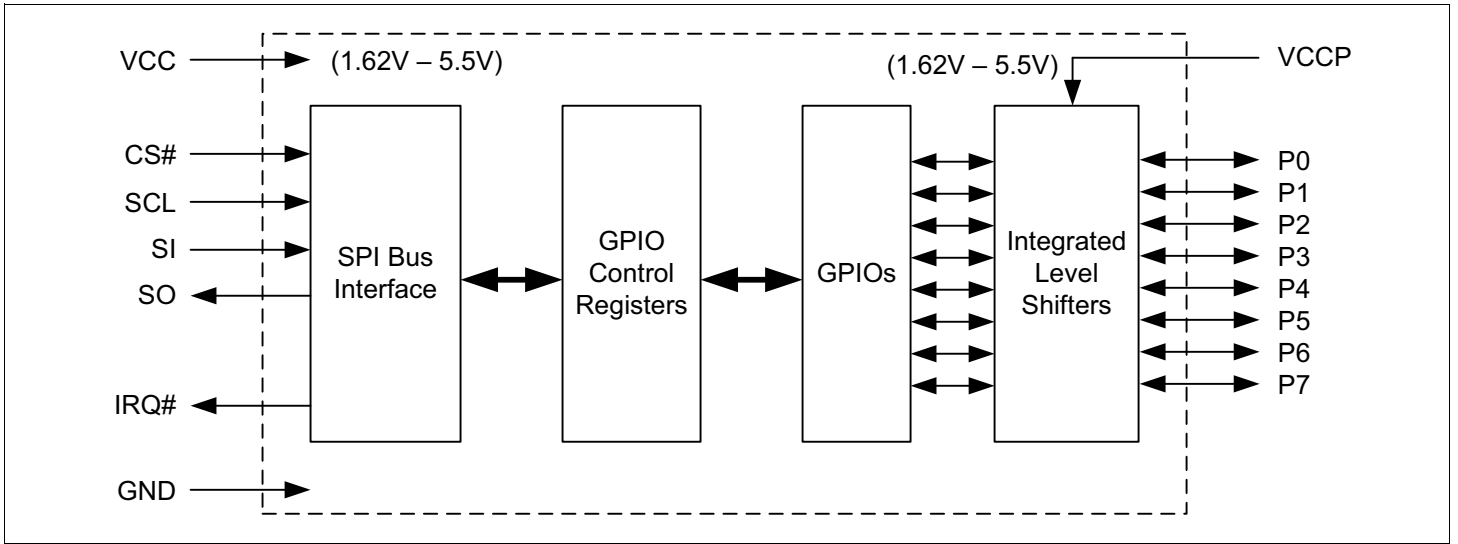 VCC
(1.62V – 5.5V)
(1.62V – 5.5V)
VCCP
CS#
SCL
SI
SO
IRQ#
GND
SPI Bus
Interface
GPIO
Control
Registers
GPIOs
Integrated
Level
Shifters
P0
P1
P2
P3
P4
P5
P6
P7